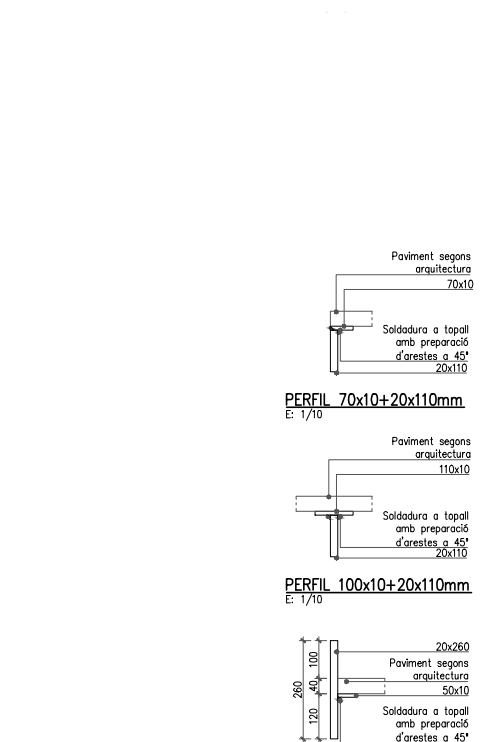 Paviment segons
arquitectura
70x10
Soldadura a topall
amb preparació
d'arestes a 45°
20x110
PERFIL 70x10+20x110mm
E: 1/10
Paviment segons
arquitectura
110x10
Soldadura a topall
amb preparació
d'arestes a 45°
20x110
PERFIL 100x10+20x110mm
E: 1/10
20x260
100
Paviment segons
arquitectura
40
50x10
260
120
Soldadura a topall
amb preparació
d'arestes a 45°